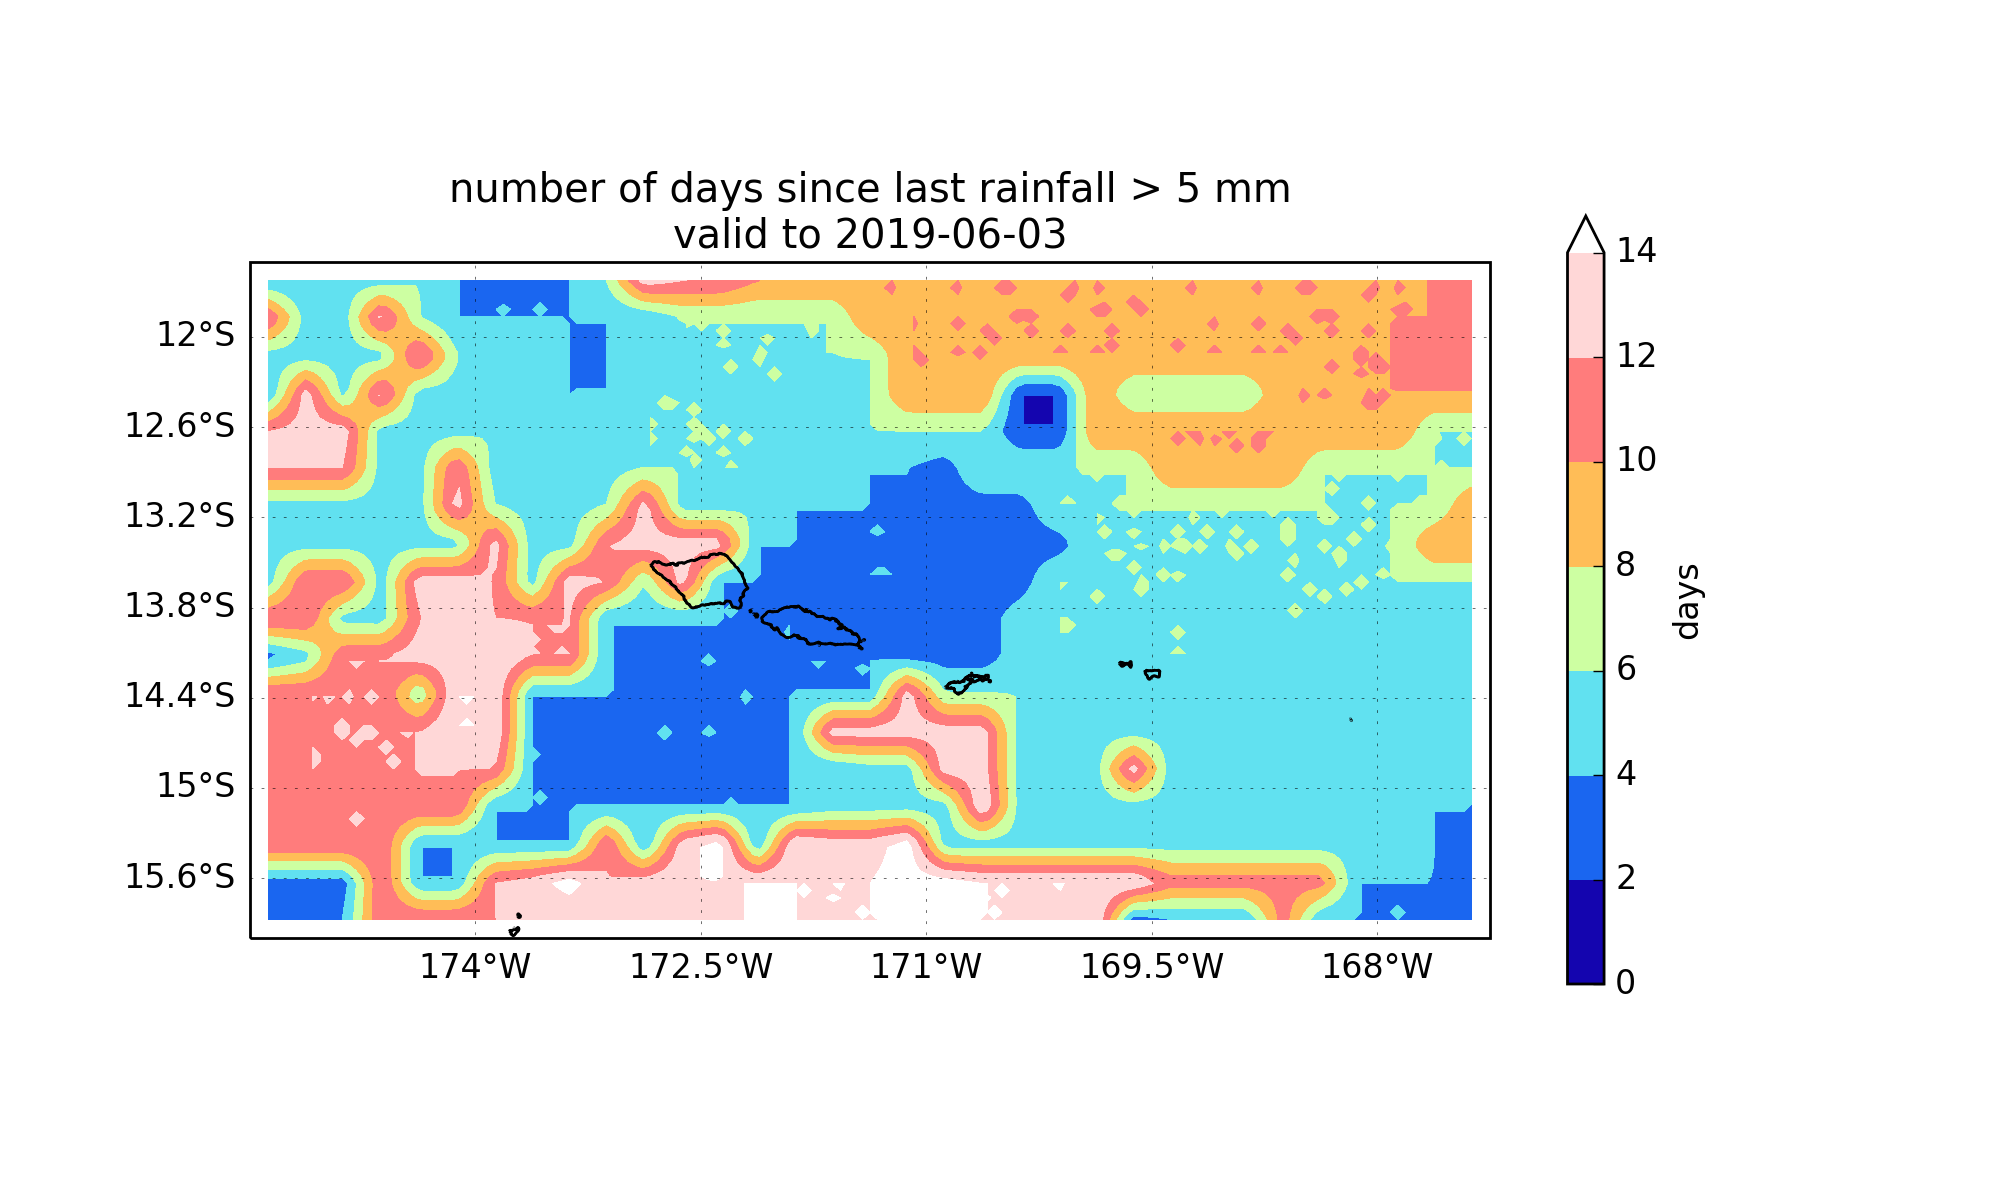 number of days since last rainfall > 5 mm
valid to 2019-06-03
12°S
12.6°S
13.2°S
13.8°S
14.4°S
15°S
15.6°S
174°W 172.5°W 171°W 169.5°W 168°W
14
12
10
8
6
4
2
0
days